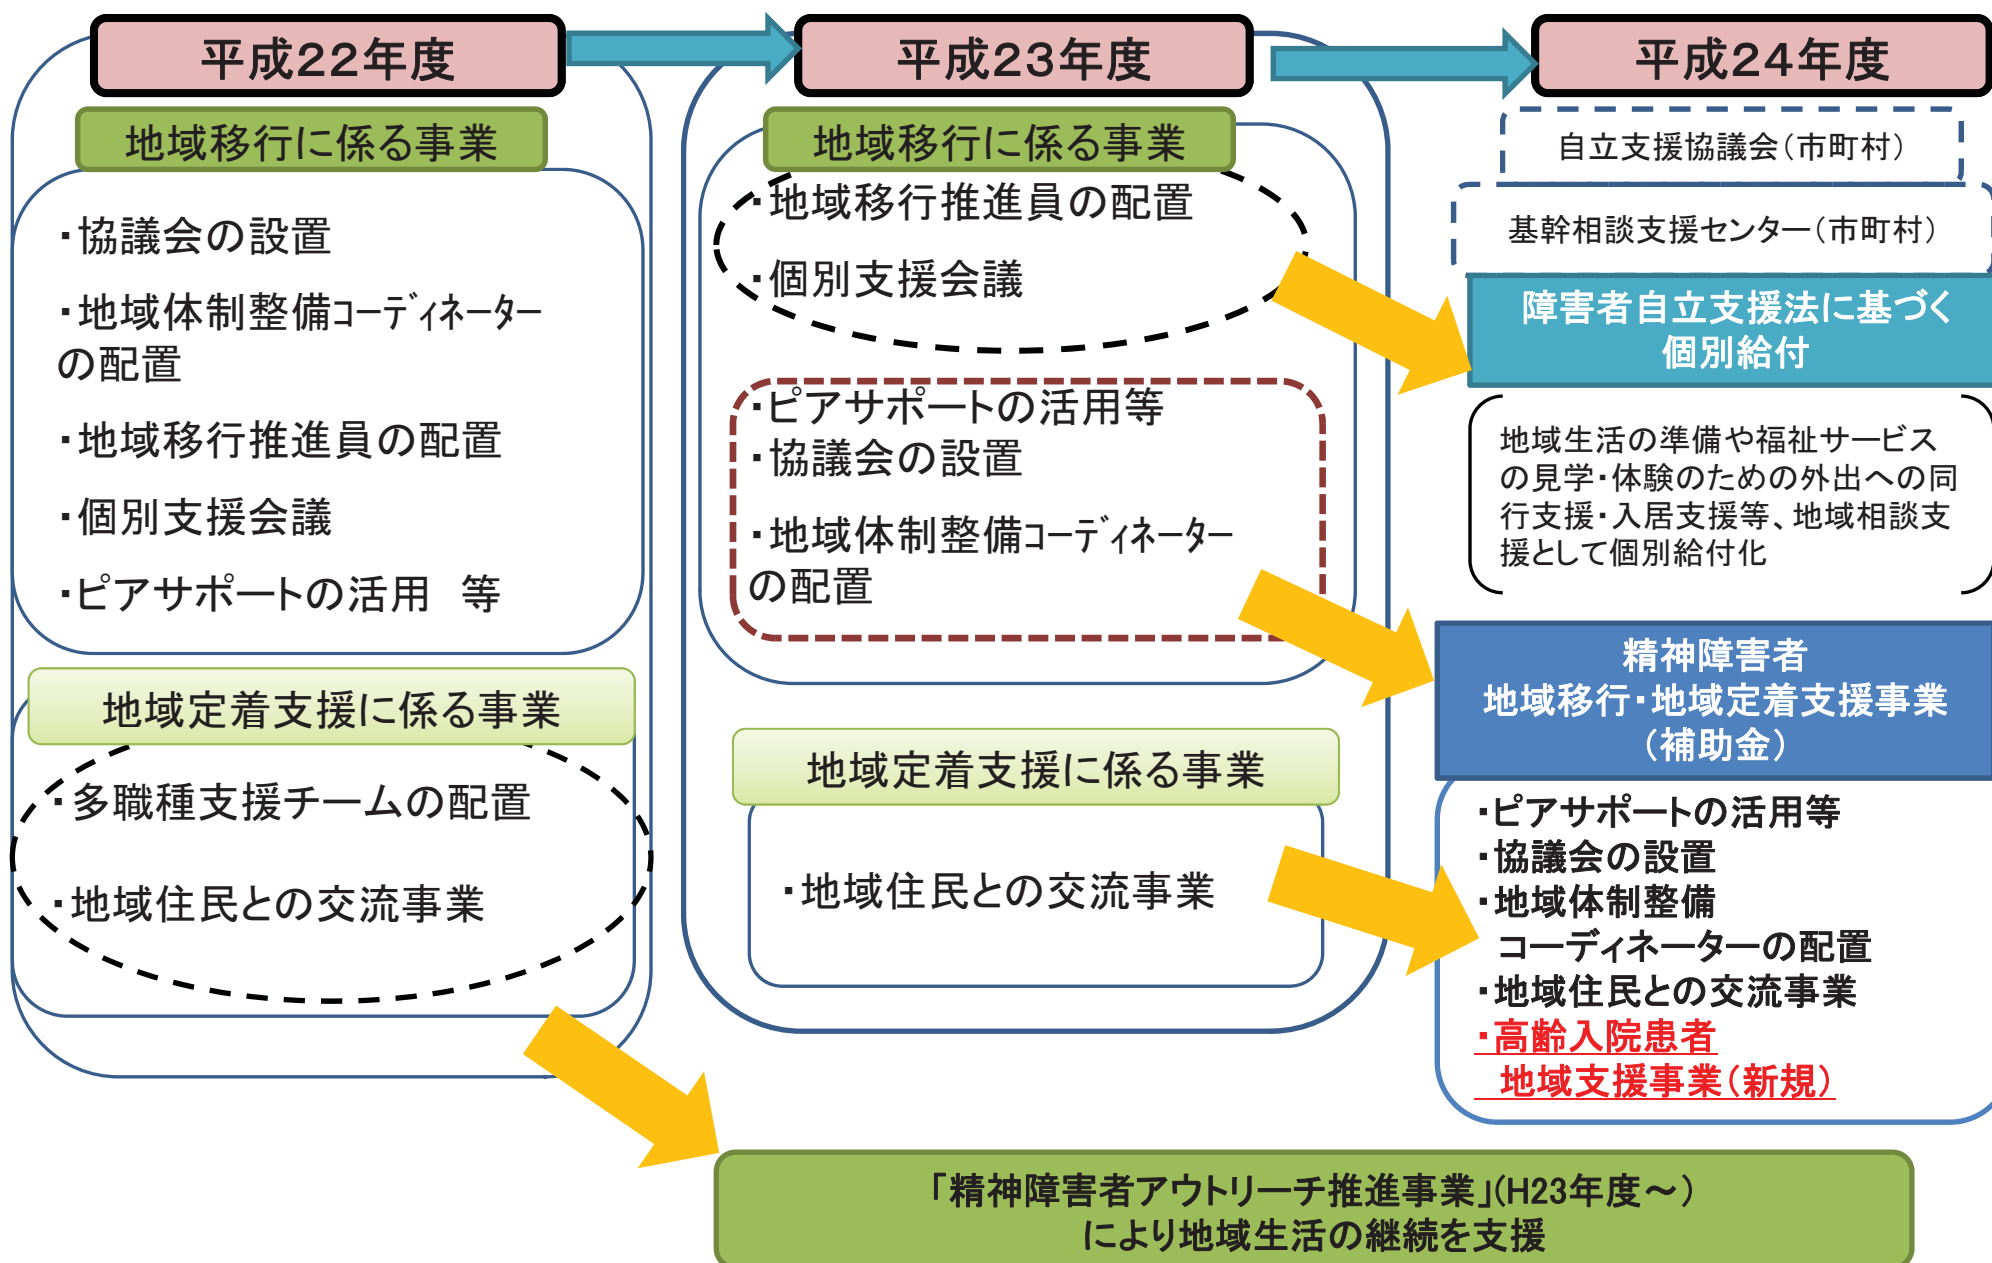 平成22年度
地域移行に係る事業
・協議会の設置
・地域体制整備ｺｰﾃﾞｨﾈｰﾀｰ
の配置
・地域移行推進員の配置
・個別支援会議
・ピアサポートの活用　等
地域定着支援に係る事業
・多職種支援チームの配置
・地域住民との交流事業
平成23年度
地域移行に係る事業
・地域移行推進員の配置
・個別支援会議
・ピアサポートの活用等
・協議会の設置
・地域体制整備ｺｰﾃﾞｨﾈｰﾀｰ
の配置
地域定着支援に係る事業
・地域住民との交流事業
平成24年度
自立支援協議会（市町村）
基幹相談支援センター（市町村）
障害者自立支援法に基づく
個別給付
地域生活の準備や福祉サービス
の見学・体験のための外出への同
行支援・入居支援等、地域相談支
援として個別給付化
精神障害者
地域移行・地域定着支援事業
（補助金）
・ピアサポートの活用等
・協議会の設置
・地域体制整備
コーディネーターの配置
・地域住民との交流事業
・高齢入院患者
地域支援事業（新規）
「精神障害者アウトリーチ推進事業」（H23年度～）
により地域生活の継続を支援